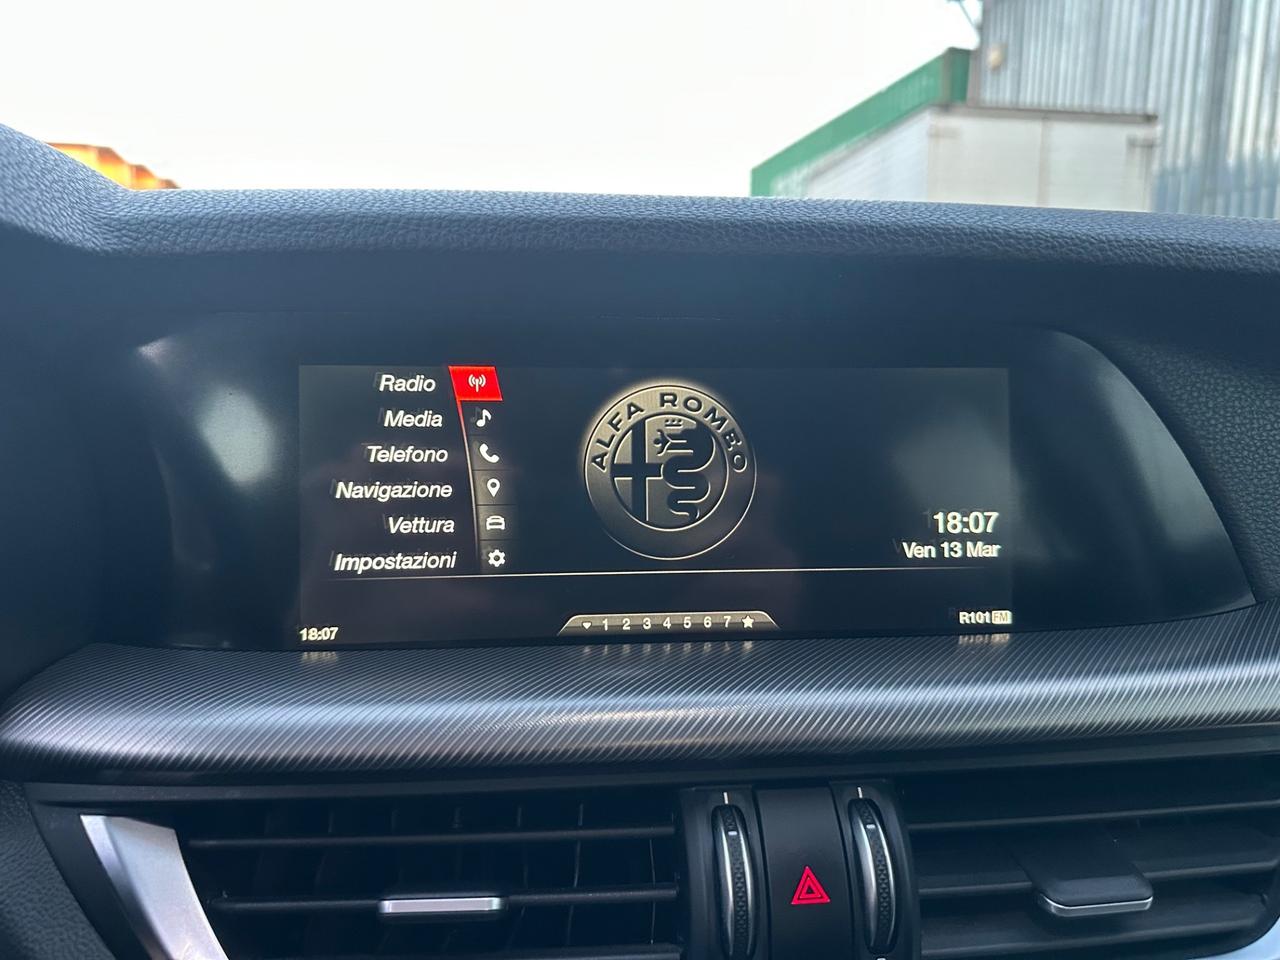 Radio
Media
Telefono
Navigazione
Vettura
Impostazioni
ALFA ROMEO
18:07
Ven 13 Mar
18:07
1 2 3 4 5 6 7
R101 FM